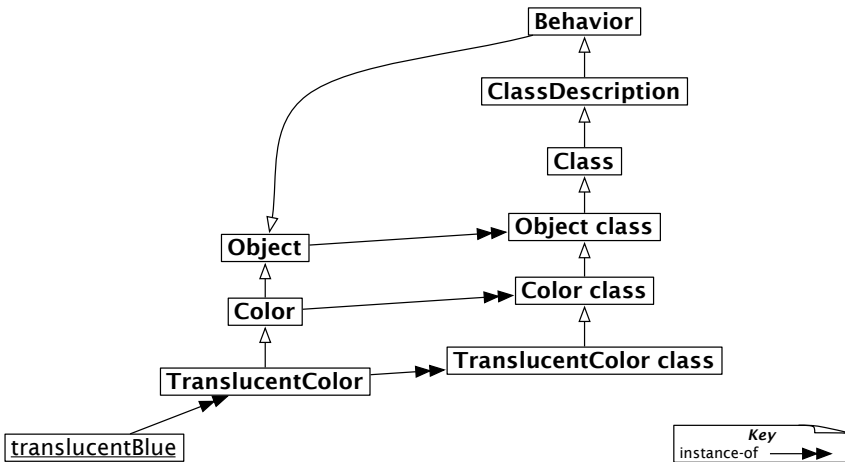 Behavior
ClassDescription
Class
Object class
Object
Color class
Color
TranslucentColor class
TranslucentColor
translucentBlue
Key
instance-of